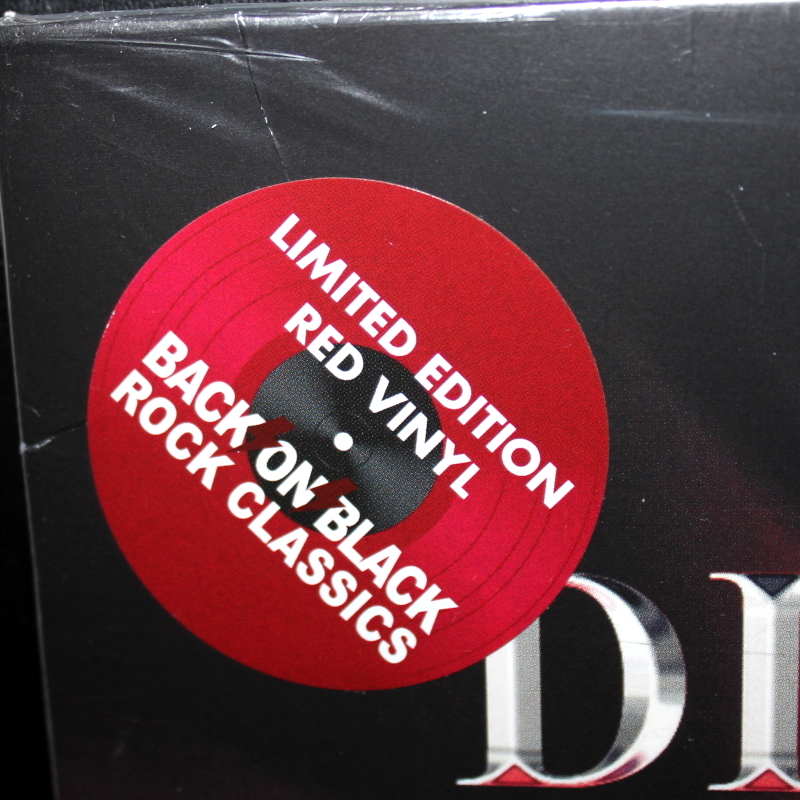 LIMITED EDITION
RED VINYL
BACK ON BLACK
ROCK CLASSICS
D